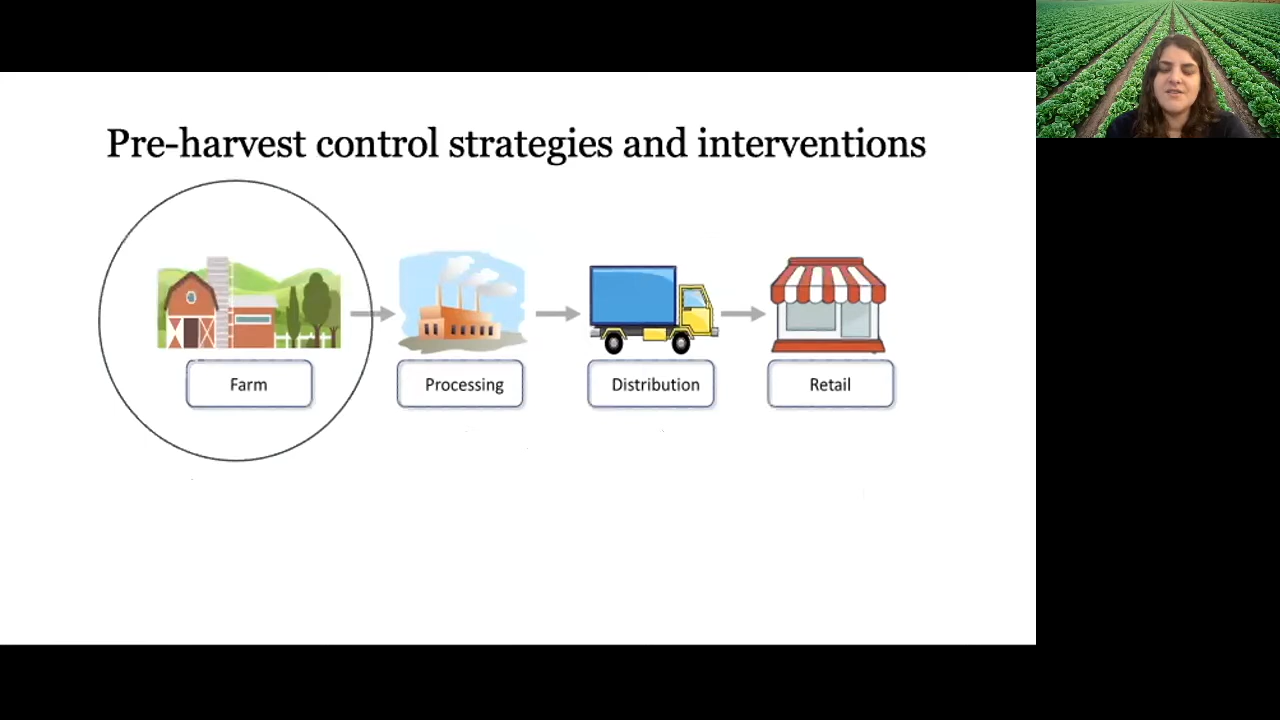 Pre-harvest control strategies and interventions
Farm
Processing
Distribution
Retail